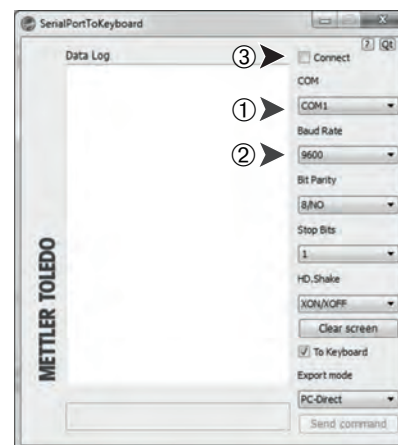 SerialPortToKeyboard
? Qt
Data Log
③ Connect
COM
① COM1
Baud Rate
② 9600
Bit Parity
8/NO
Stop Bits
1
HD.Shake
XON/XOFF
Clear screen
To Keyboard
Export mode
PC-Direct
Send command
METTLER TOLEDO